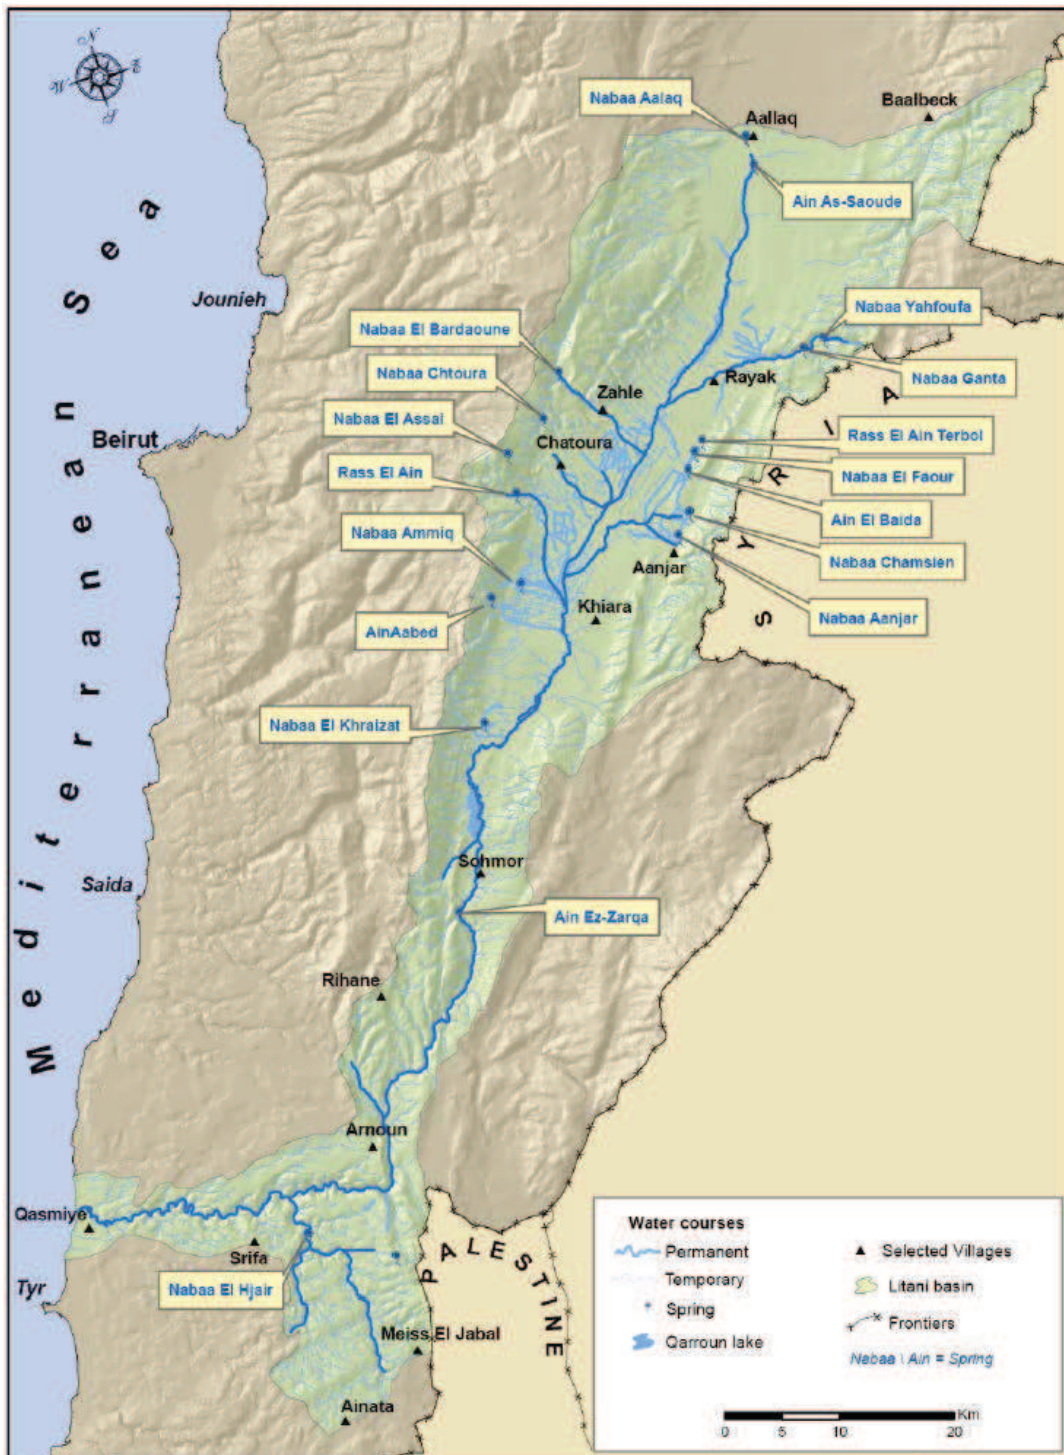 N
E
W
S
Nabaa Aalaq
Baalbeck
Aallaq
Ain As-Saoude
Mediterranean Sea
Jounieh
Nabaa Yahfoufa
Nabaa El Bardaoune
Nabaa Chtoura
Rayak
Nabaa Ganta
Zahle
Nabaa El Assai
SYRIA
Beirut
Chatoura
Rass El Ain Terbol
Rass El Ain
Nabaa El Faour
Ain El Baida
Nabaa Ammiq
Nabaa Chamsien
Aanjar
Khiara
Nabaa Aanjar
AinAabed
Nabaa El Khraizat
Sohmor
Saida
Ain Ez-Zarqa
Rihane
Arnoun
Qasmiye
Srifa
PALESTINE
Tyr
Nabaa El Hjair
Meiss El Jabal
Ainata
Water courses
Permanent
Temporary
Spring
Qarroun lake
Selected Villages
Litani basin
Frontiers
Nabaa \ Ain = Spring
Km
0 5 10 20